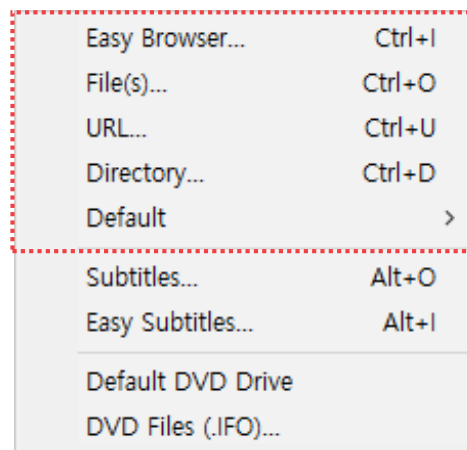 Easy Browser... Ctrl+I
File(s)... Ctrl+O
URL... Ctrl+U
Directory... Ctrl+D
Default >
Subtitles... Alt+O
Easy Subtitles... Alt+I
Default DVD Drive
DVD Files (.IFO)...